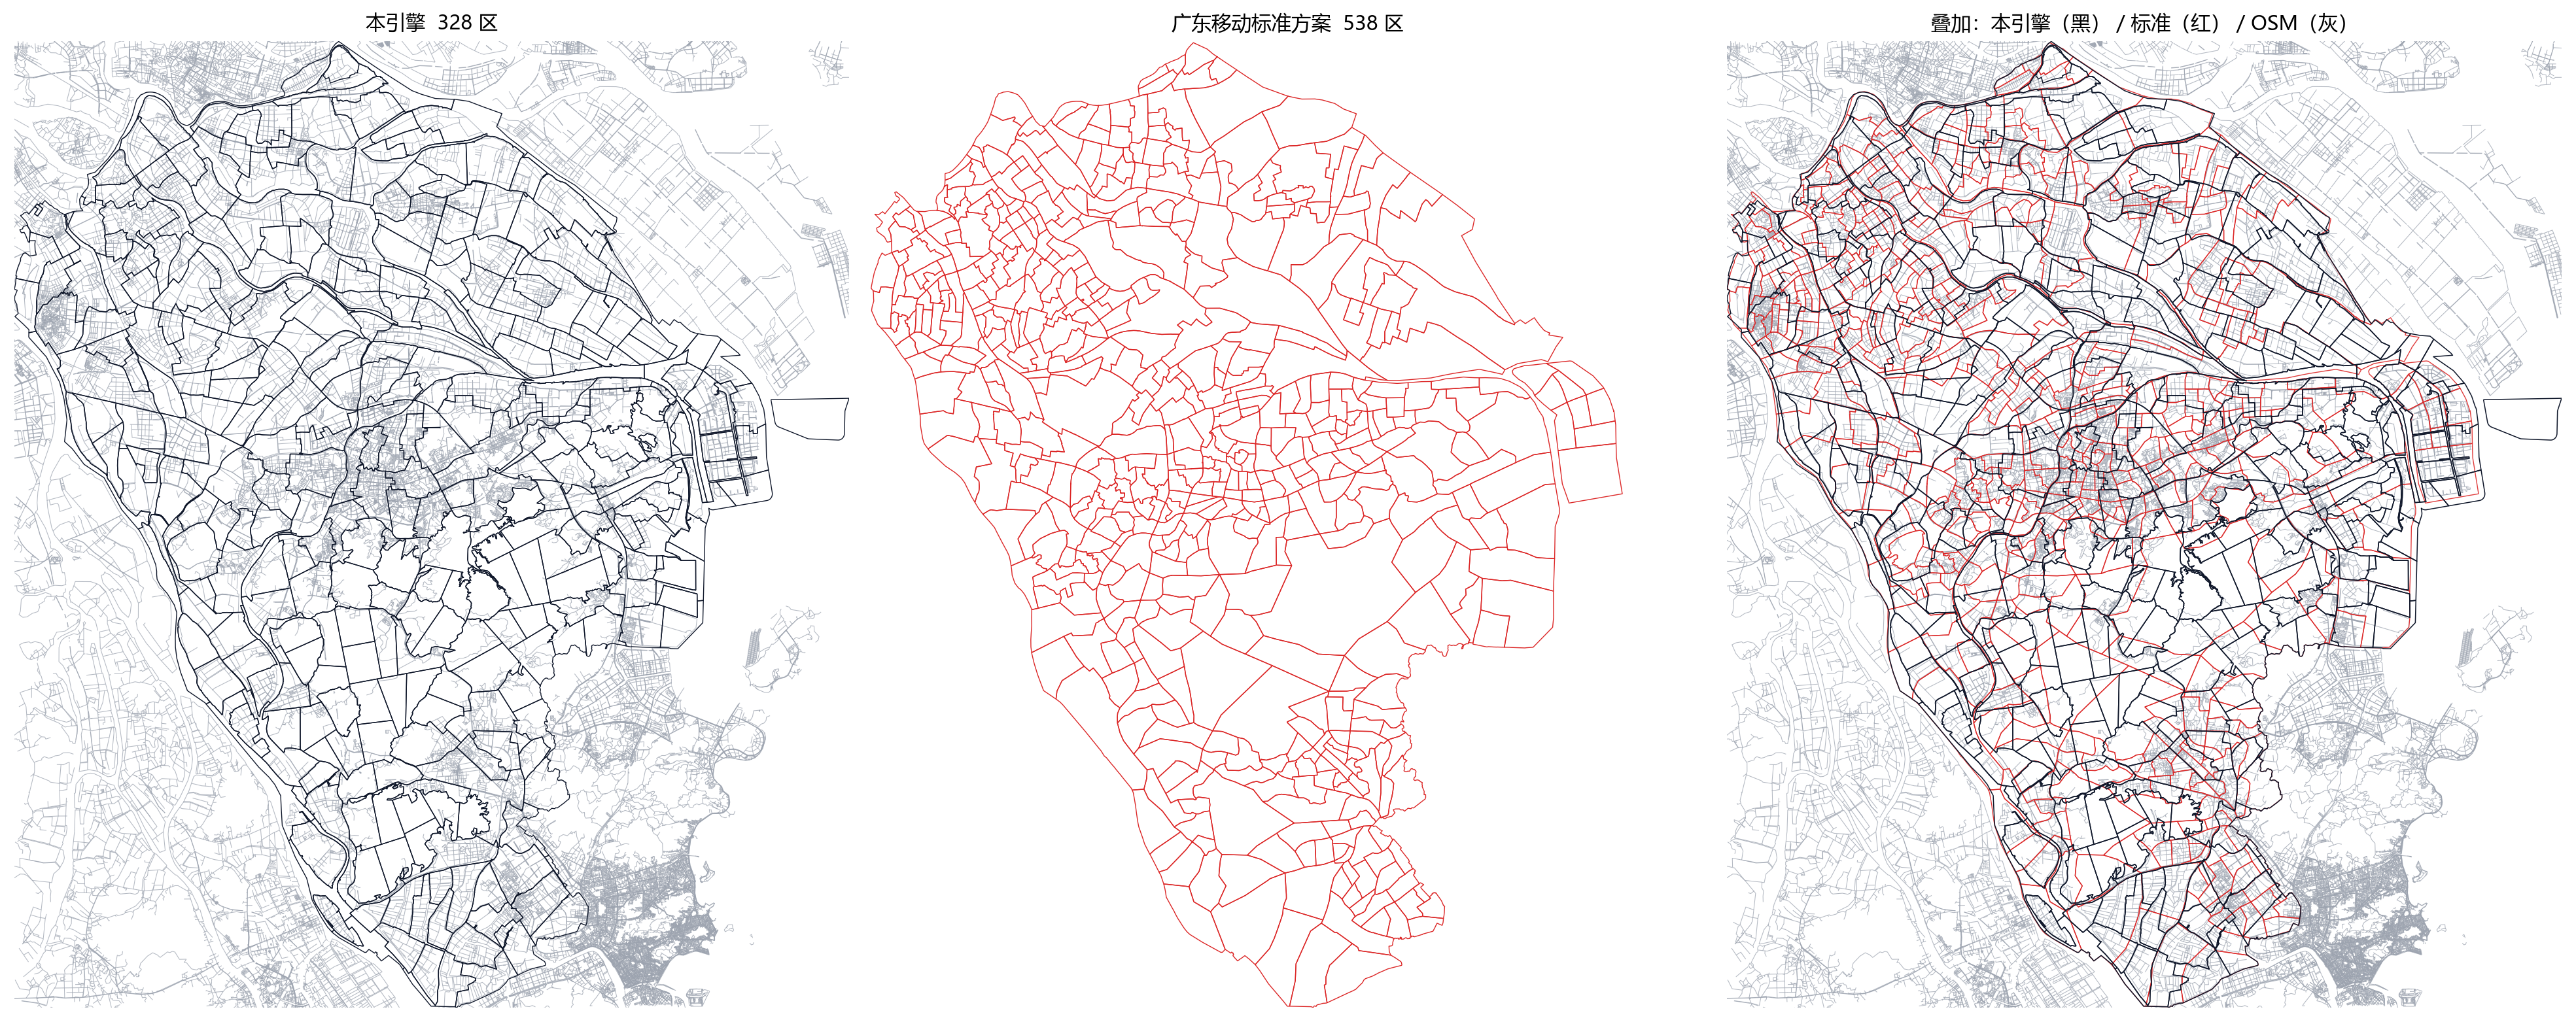 本引擎 328 区
广东移动标准方案 538 区
叠加：本引擎（黑） / 标准（红） / OSM（灰）